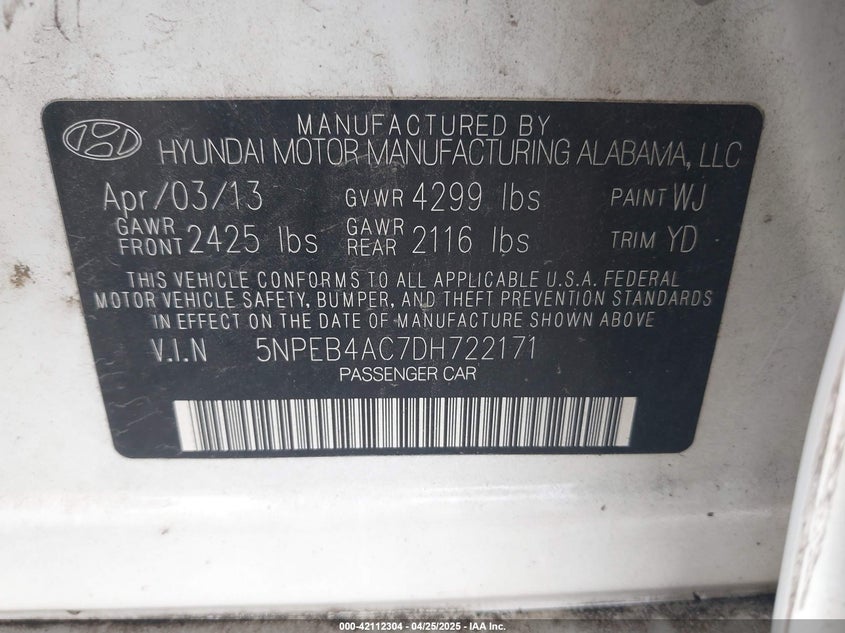 MANUFACTURED BY
HYUNDAI MOTOR MANUFACTURING ALABAMA, LLC
Apr/03/13 GVWR 4299 lbs PAINT WJ
GAWR FRONT 2425 lbs GAWR REAR 2116 lbs TRIM YD
THIS VEHICLE CONFORMS TO ALL APPLICABLE U.S.A. FEDERAL
MOTOR VEHICLE SAFETY, BUMPER, AND THEFT PREVENTION STANDARDS
IN EFFECT ON THE DATE OF MANUFACTURE SHOWN ABOVE
V.I.N 5NPEB4AC7DH722171
PASSENGER CAR
000-42112304 - 04/25/2025 - IAA Inc.